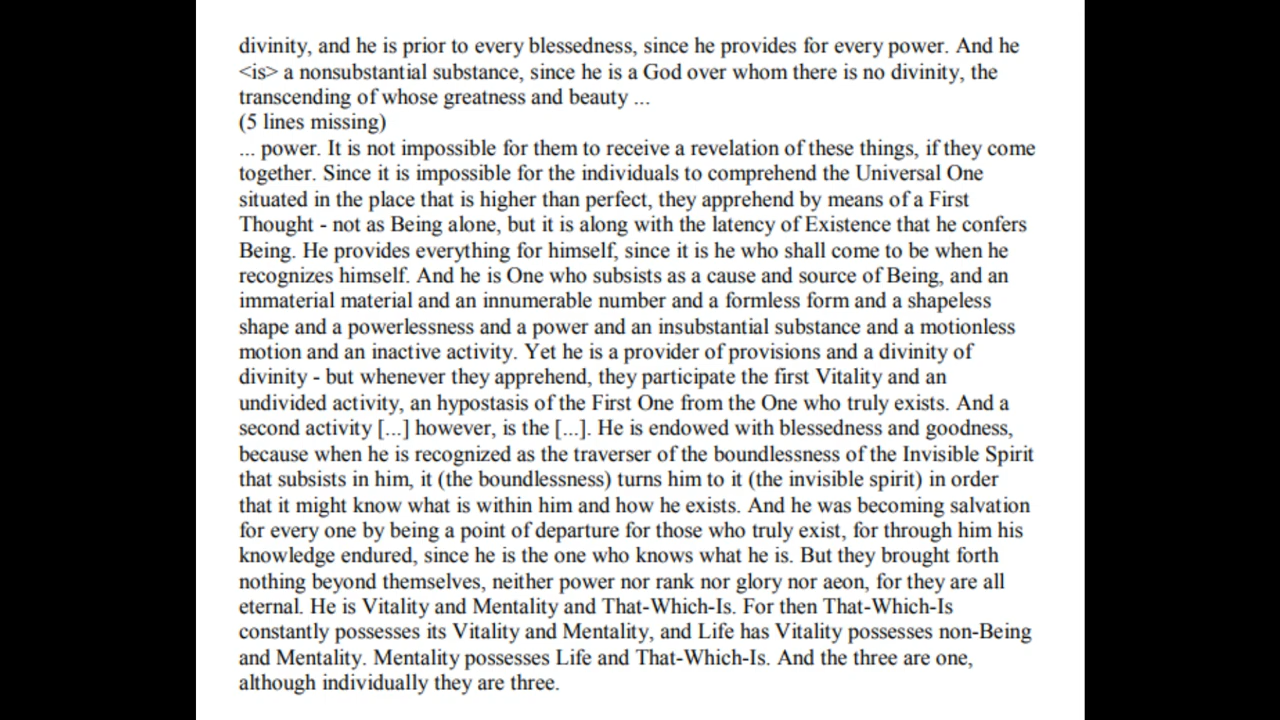 divinity, and he is prior to every blessedness, since he provides for every power. And he
<is> a nonsubstantial substance, since he is a God over whom there is no divinity, the
transcending of whose greatness and beauty ...
(5 lines missing)
... power. It is not impossible for them to receive a revelation of these things, if they come
together. Since it is impossible for the individuals to comprehend the Universal One
situated in the place that is higher than perfect, they apprehend by means of a First
Thought - not as Being alone, but it is along with the latency of Existence that he confers
Being. He provides everything for himself, since it is he who shall come to be when he
recognizes himself. And he is One who subsists as a cause and source of Being, and an
immaterial material and an innumerable number and a formless form and a shapeless
shape and a powerlessness and a power and an insubstantial substance and a motionless
motion and an inactive activity. Yet he is a provider of provisions and a divinity of
divinity - but whenever they apprehend, they participate the first Vitality and an
undivided activity, an hypostasis of the First One from the One who truly exists. And a
second activity [...] however, is the [...]. He is endowed with blessedness and goodness,
because when he is recognized as the traverser of the boundlessness of the Invisible Spirit
that subsists in him, it (the boundlessness) turns him to it (the invisible spirit) in order
that it might know what is within him and how he exists. And he was becoming salvation
for every one by being a point of departure for those who truly exist, for through him his
knowledge endured, since he is the one who knows what he is. But they brought forth
nothing beyond themselves, neither power nor rank nor glory nor aeon, for they are all
eternal. He is Vitality and Mentality and That-Which-Is. For then That-Which-Is
constantly possesses its Vitality and Mentality, and Life has Vitality possesses non-Being
and Mentality. Mentality possesses Life and That-Which-Is. And the three are one,
although individually they are three.